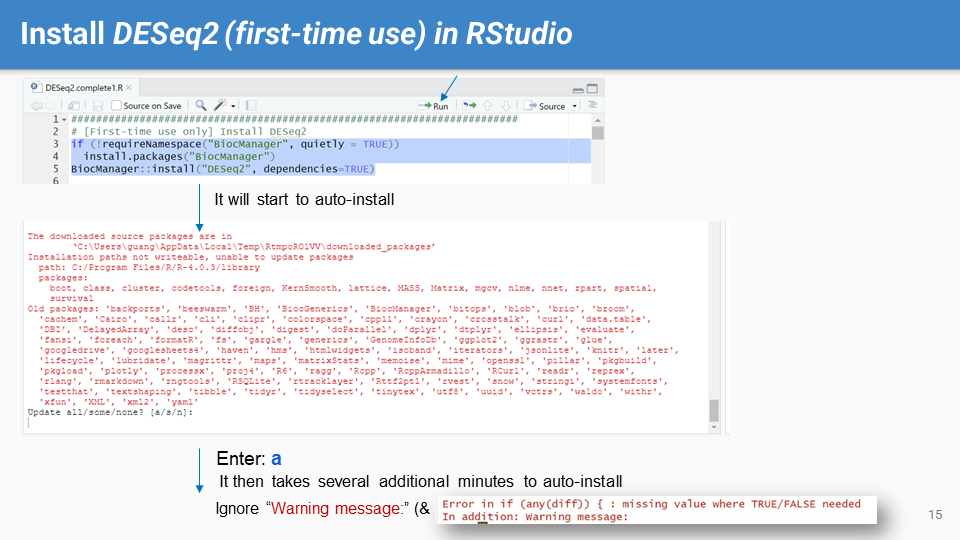 Install DESeq2 (first-time use) in RStudio
DESeq2.complete1.R
Source on Save Run Source
1 ######################################################################
2 # [First-time use only] Install DESeq2
3 if (!requireNamespace("BiocManager", quietly = TRUE))
4 install.packages("BiocManager")
5 BiocManager::install("DESeq2", dependencies=TRUE)
6
It will start to auto-install
The downloaded source packages are in
‘C:\Users\guang\AppData\Local\Temp\RtmpoROlVV\downloaded_packages’
Installation paths not writeable, unable to update packages
path: C:/Program Files/R/R-4.0.3/library
packages:
boot, class, cluster, codetools, foreign, KernSmooth, lattice, MASS, Matrix, mgcv, nlme, nnet, rpart, spatial,
survival
Old packages: 'backports', 'beeswarm', 'BH', 'BiocGenerics', 'BiocManager', 'bitops', 'blob', 'brio', 'broom',
'cachem', 'Cairo', 'callr', 'cli', 'clipr', 'colorspace', 'cpp11', 'crayon', 'crosstalk', 'curl', 'data.table',
'DBI', 'DelayedArray', 'desc', 'diffobj', 'digest', 'doParallel', 'dplyr', 'dtplyr', 'ellipsis', 'evaluate',
'fansi', 'foreach', 'formatR', 'fs', 'gargle', 'generics', 'GenomeInfoDb', 'ggplot2', 'ggrastr', 'glue',
'googledrive', 'googlesheets4', 'haven', 'hms', 'htmlwidgets', 'isoband', 'iterators', 'jsonlite', 'knitr', 'later',
'lifecycle', 'lubridate', 'magrittr', 'maps', 'matrixStats', 'memoise', 'mime', 'openssl', 'pillar', 'pkgbuild',
'pkgload', 'plotly', 'processx', 'proj4', 'R6', 'ragg', 'Rcpp', 'RcppArmadillo', 'RCurl', 'readr', 'reprex',
'rlang', 'rmarkdown', 'rngtools', 'RSQLite', 'rtracklayer', 'Rttf2pt1', 'rvest', 'snow', 'stringi', 'systemfonts',
'testthat', 'textshaping', 'tibble', 'tidyr', 'tidyselect', 'tinytex', 'utf8', 'uuid', 'vctrs', 'waldo', 'withr',
'xfun', 'XML', 'xml2', 'yaml'
Update all/some/none? [a/s/n]:
Enter: a
It then takes several additional minutes to auto-install
Ignore “Warning message:” (&
Error in if (any(diff)) { : missing value where TRUE/FALSE needed
In addition: Warning message:
15